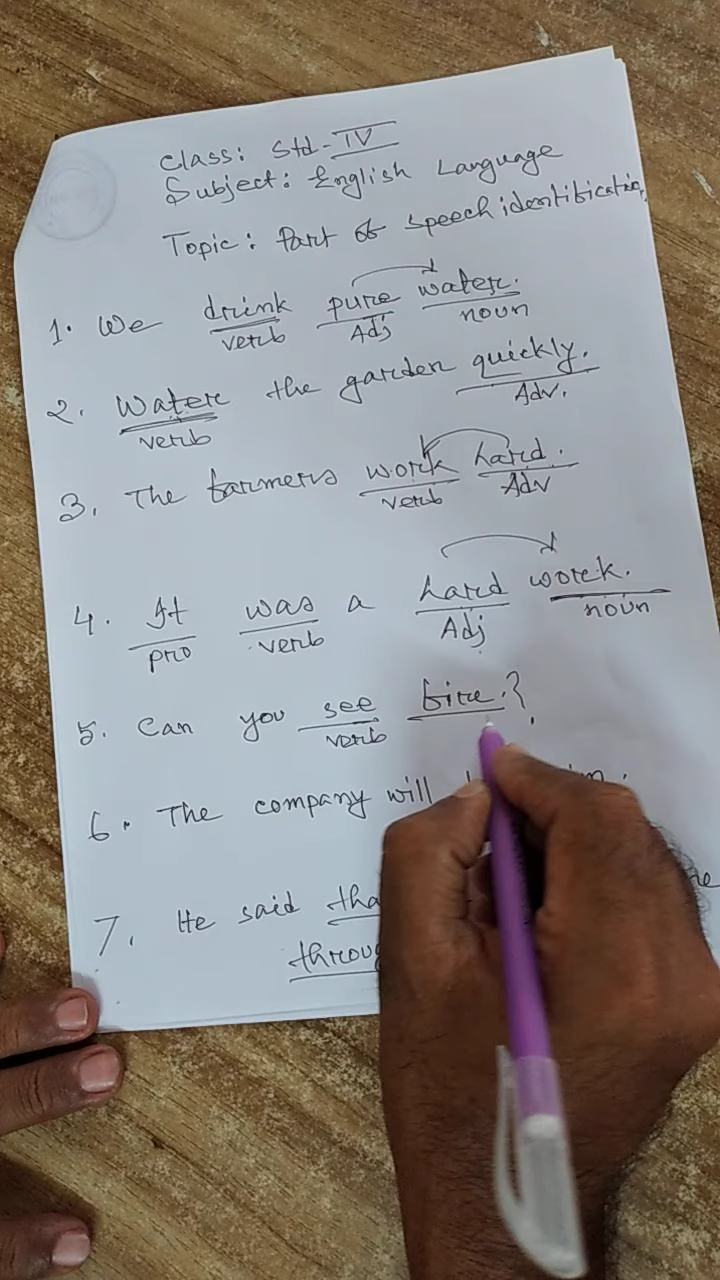 Class: Std-IV
Subject: English Language
Topic: Part of speech identification
1. We drink pure water.
verb Adj noun
2. Water the garden quickly.
verb Adv.
3. The farmers work hard.
verb Adv
4. It was a hard work.
pro verb Adj noun
5. Can you see fire?
verb
6. The company will
7. He said